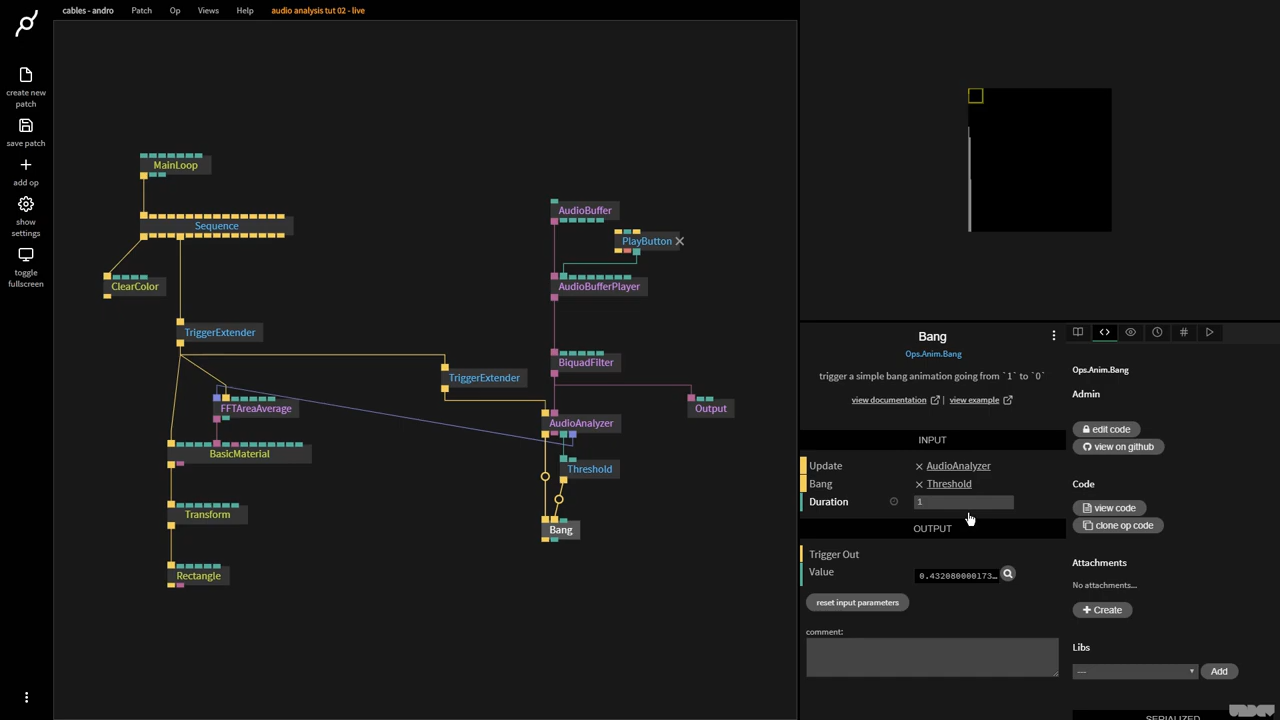 cables - andro
Patch
Op
Views
Help
audio analysis tut 02 - live
create new
patch
save patch
add op
show
settings
toggle
fullscreen
MainLoop
Sequence
ClearColor
TriggerExtender
TriggerExtender
FFTAreaAverage
BasicMaterial
Transform
Rectangle
AudioBuffer
PlayButton
AudioBufferPlayer
BiquadFilter
Output
AudioAnalyzer
Threshold
Bang
Bang
Ops.Anim.Bang
trigger a simple bang animation going from `1` to `0`
view documentation | view example
INPUT
Update × AudioAnalyzer
Bang × Threshold
Duration 1
OUTPUT
Trigger Out
Value 0.432080000173…
reset input parameters
comment:
Ops.Anim.Bang
Admin
edit code
view on github
Code
view code
clone op code
Attachments
No attachments...
+ Create
Libs
---
Add
SERIALIZED